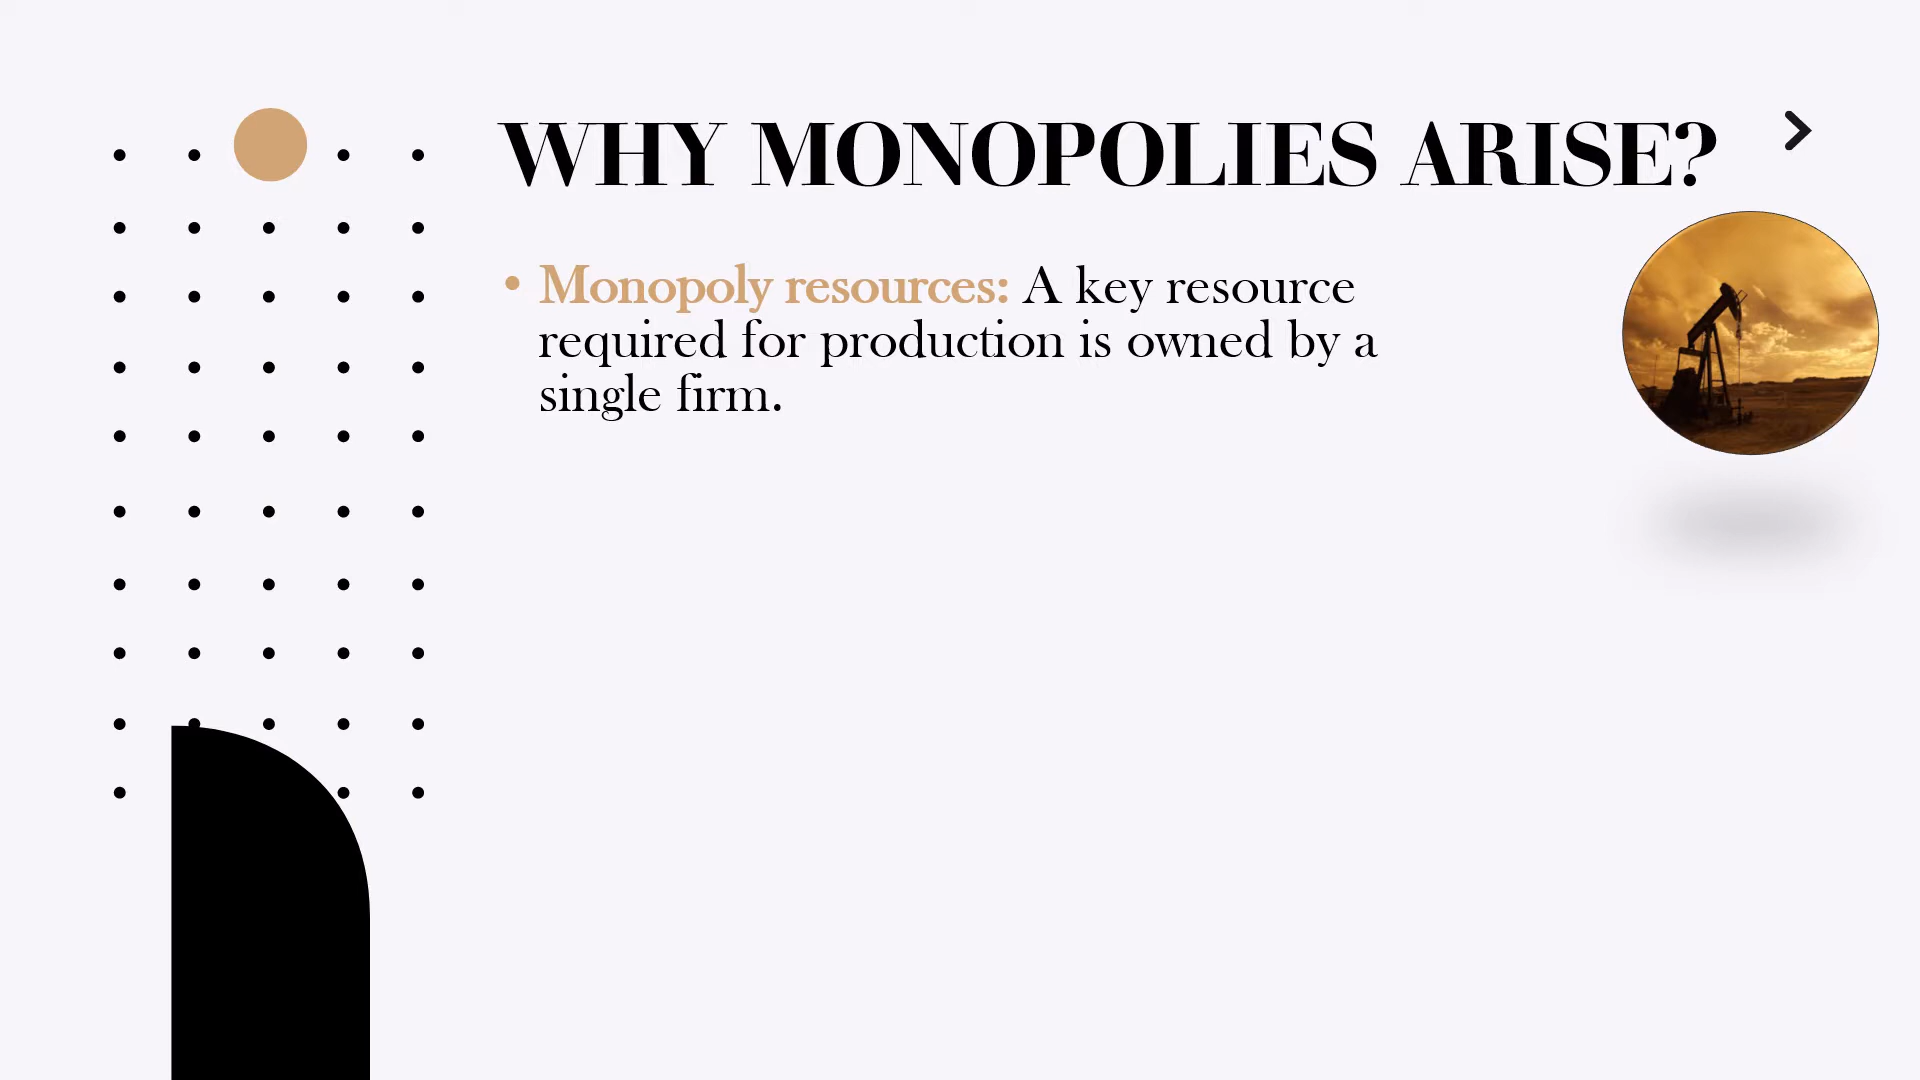 WHY MONOPOLIES ARISE?
• Monopoly resources: A key resource
required for production is owned by a
single firm.